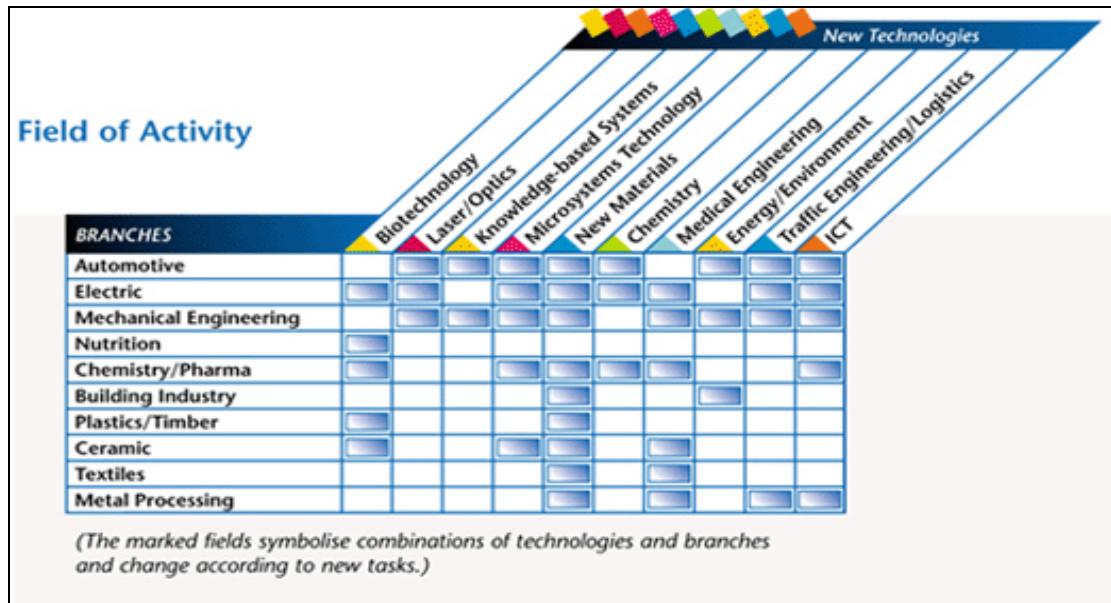 New Technologies
Field of Activity
Biotechnology
Laser/Optics
Knowledge-based Systems
Microsystems Technology
New Materials
Chemistry
Medical Engineering
Energy/Environment
Traffic Engineering/Logistics
ICT
BRANCHES
Automotive
Electric
Mechanical Engineering
Nutrition
Chemistry/Pharma
Building Industry
Plastics/Timber
Ceramic
Textiles
Metal Processing
(The marked fields symbolise combinations of technologies and branches
and change according to new tasks.)